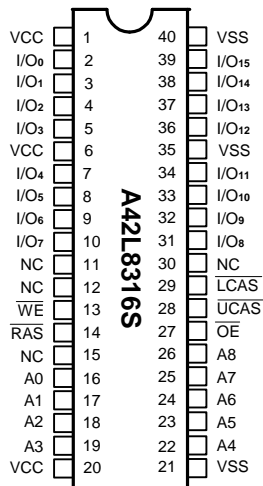 VCC 1 40 VSS
I/O0 2 39 I/O15
I/O1 3 38 I/O14
I/O2 4 37 I/O13
I/O3 5 36 I/O12
VCC 6 35 VSS
I/O4 7 34 I/O11
I/O5 8 33 I/O10
I/O6 9 32 I/O9
I/O7 10 31 I/O8
NC 11 30 NC
NC 12 29 LCAS
WE 13 28 UCAS
RAS 14 27 OE
NC 15 26 A8
A0 16 25 A7
A1 17 24 A6
A2 18 23 A5
A3 19 22 A4
VCC 20 21 VSS
A42L8316S